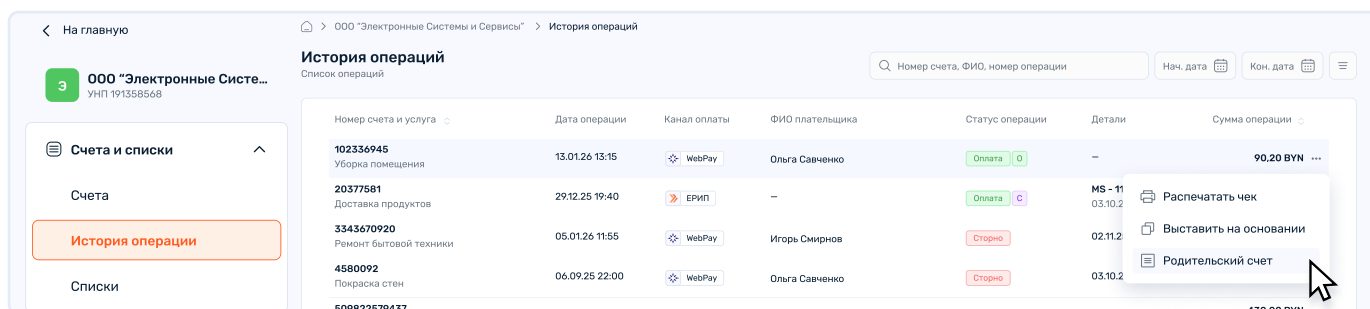 На главную
ООО "Электронные Системы и Сервисы" > История операций
История операций
Список операций
Номер счета, ФИО, номер операции
Нач. дата
Кон. дата
Э
ООО “Электронные Систе...
УНП 191358568
Счета и списки
Счета
История операции
Списки
Номер счета и услуга Дата операции Канал оплаты ФИО плательщика Статус операции Детали Сумма операции
102336945
Уборка помещения
13.01.26 13:15 WebPay Ольга Савченко Оплата О – 90,20 BYN ...
20377581
Доставка продуктов
29.12.25 19:40 ЕРИП – Оплата С
MS - 11
03.10.2
3343670920
Ремонт бытовой техники
05.01.26 11:55 WebPay Игорь Смирнов Сторно 02.11.2
4580092
Покраска стен
06.09.25 22:00 WebPay Ольга Савченко Сторно 03.10.2
509822579437
Распечатать чек
Выставить на основании
Родительский счет